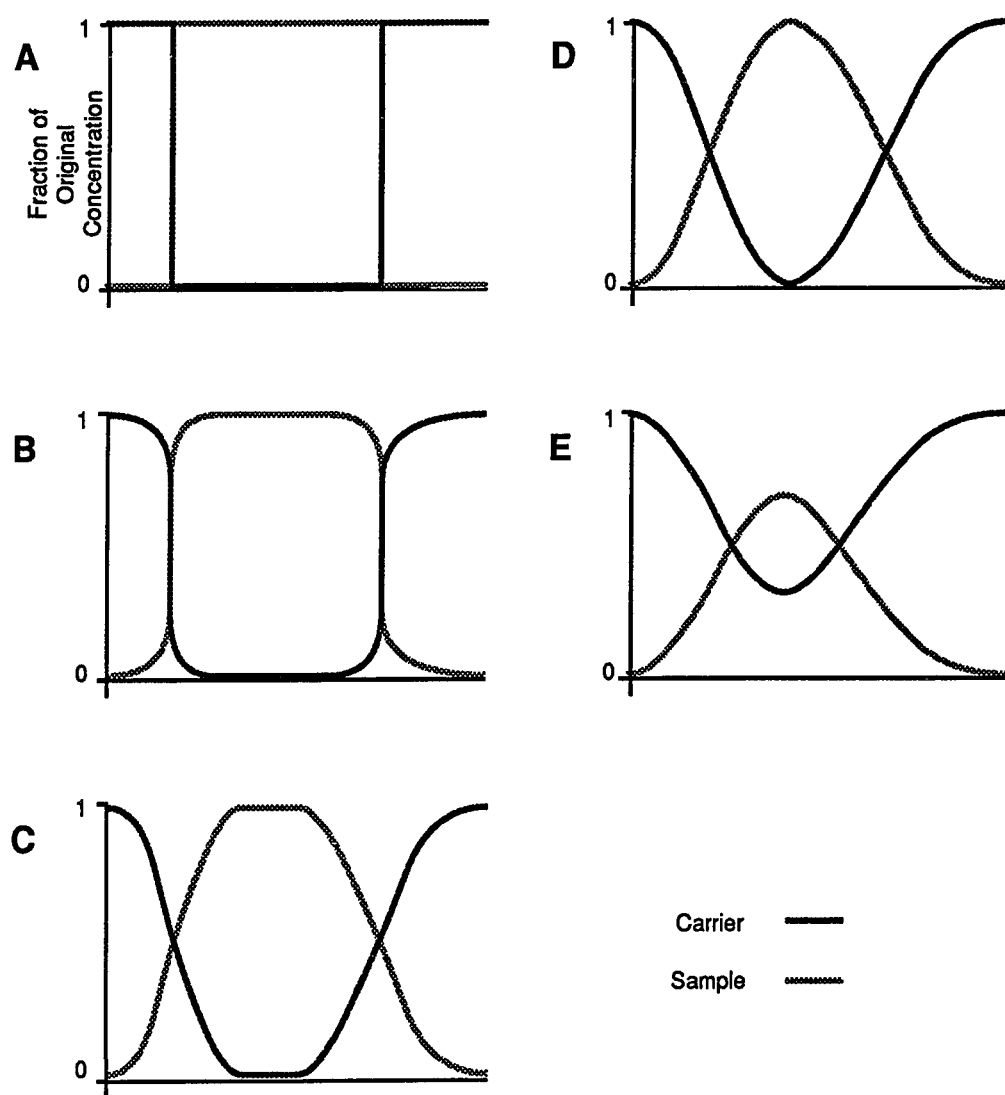 A
Fraction of
Original
Concentration
1
0
D
1
0
B
1
0
E
1
0
C
1
0
Carrier
Sample